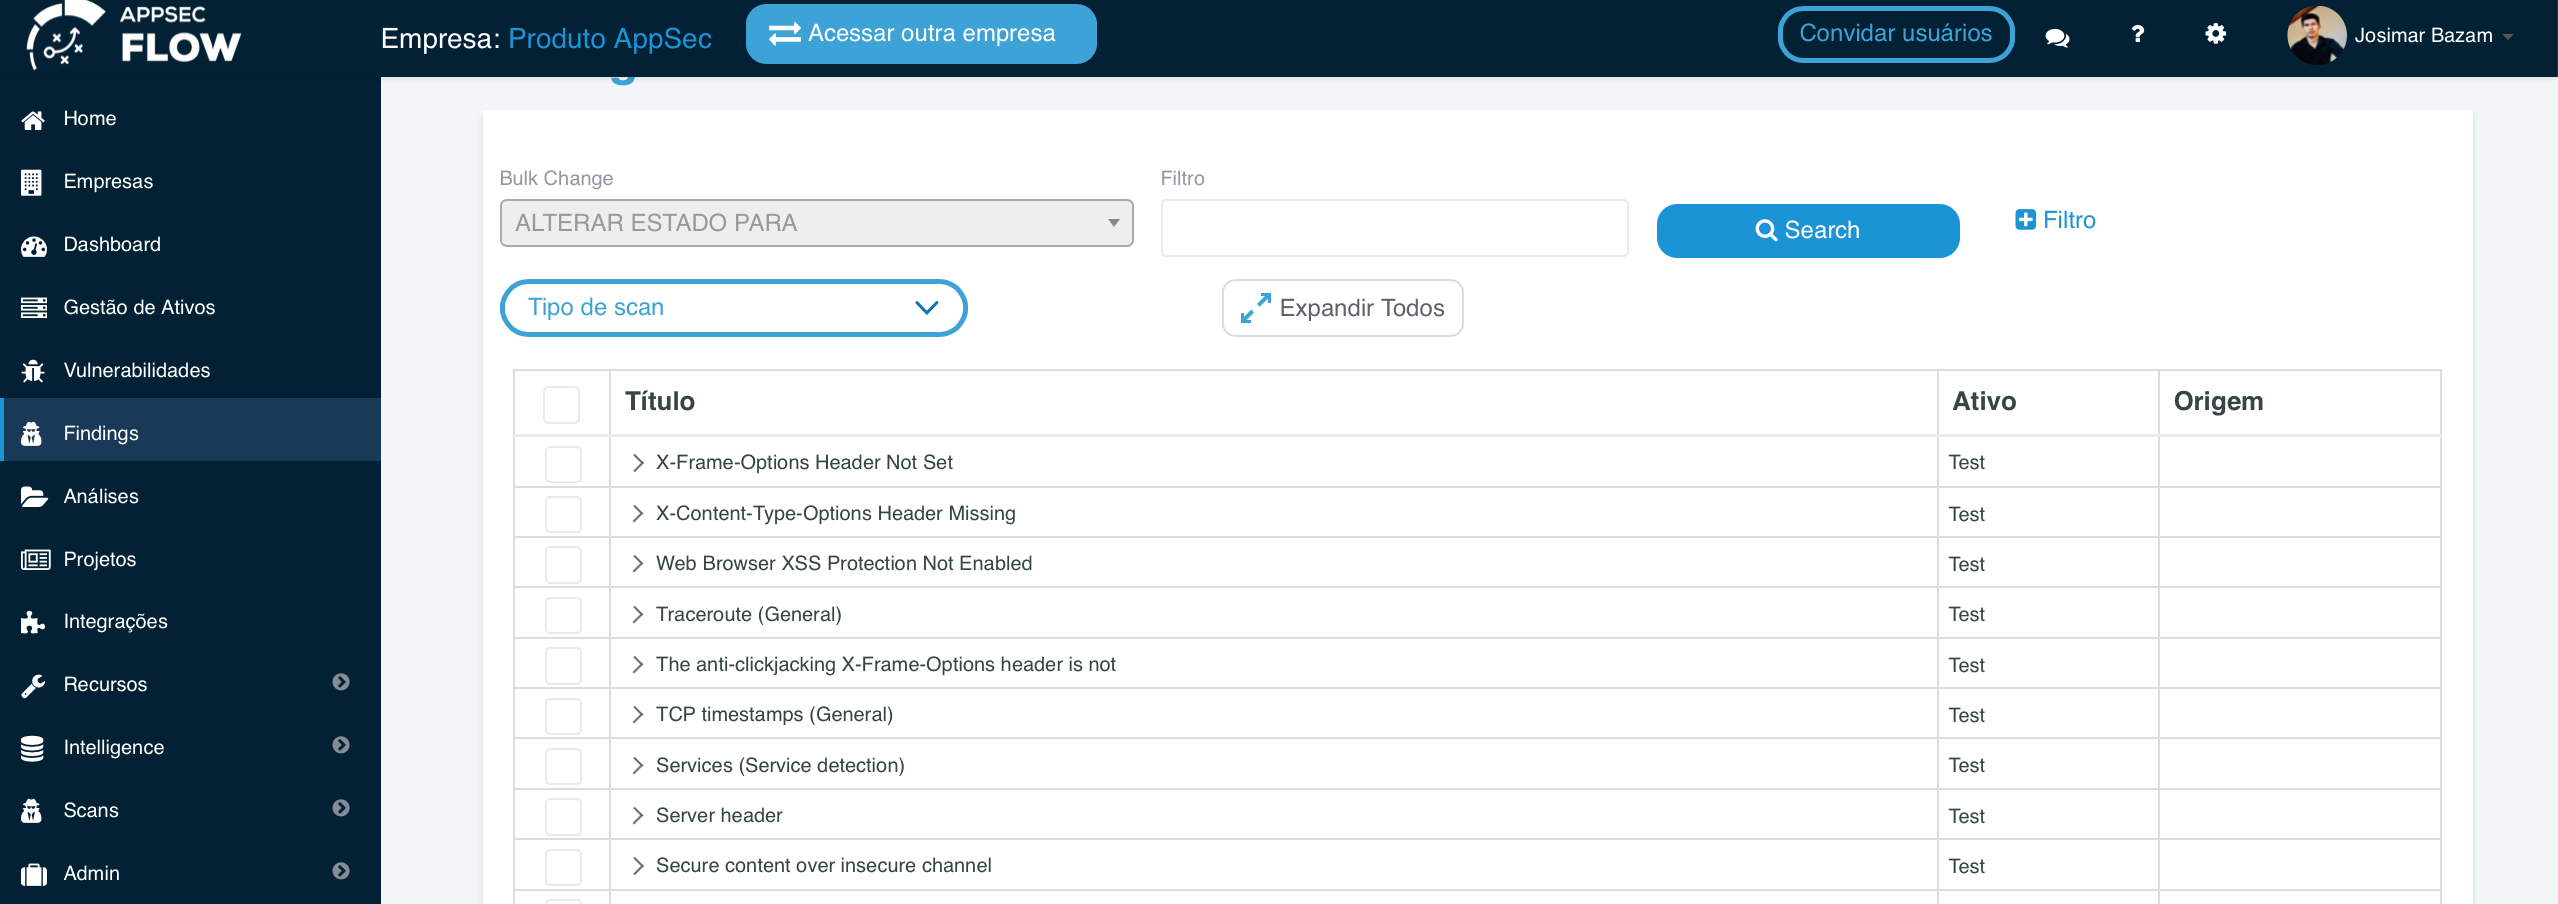 APPSEC
FLOW
Empresa: Produto AppSec
Acessar outra empresa
Convidar usuários
?
Josimar Bazam
Home
Empresas
Dashboard
Gestão de Ativos
Vulnerabilidades
Findings
Análises
Projetos
Integrações
Recursos
Intelligence
Scans
Admin
Bulk Change
Filtro
ALTERAR ESTADO PARA
Search
Filtro
Tipo de scan
Expandir Todos
Título Ativo Origem
X-Frame-Options Header Not Set Test
X-Content-Type-Options Header Missing Test
Web Browser XSS Protection Not Enabled Test
Traceroute (General) Test
The anti-clickjacking X-Frame-Options header is not Test
TCP timestamps (General) Test
Services (Service detection) Test
Server header Test
Secure content over insecure channel Test